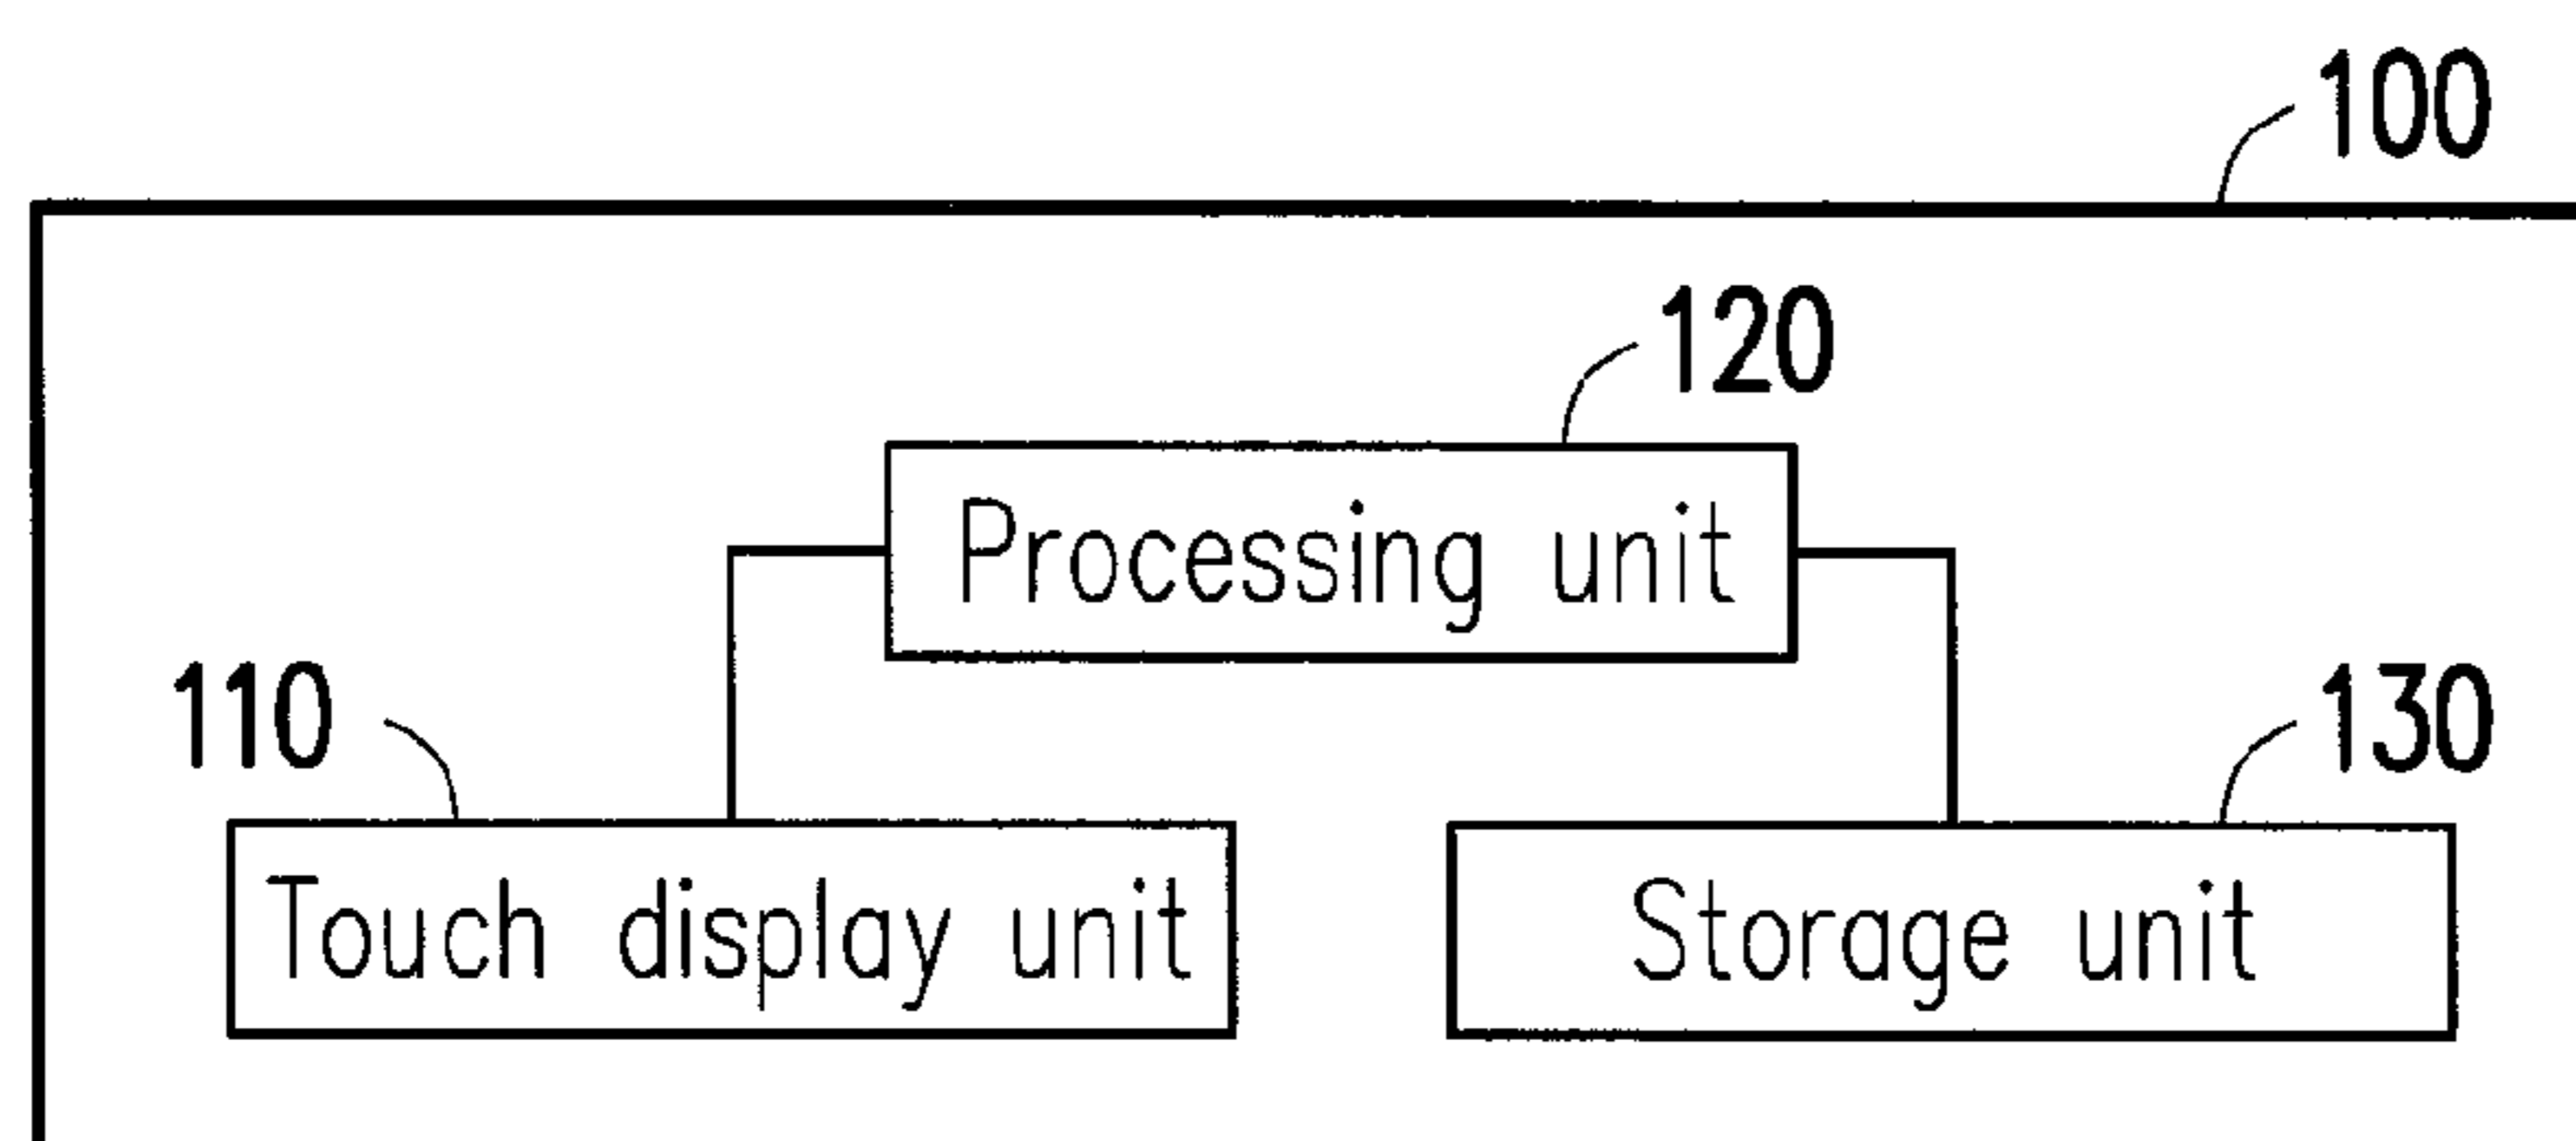 100
120
Processing unit
110
130
Touch display unit
Storage unit